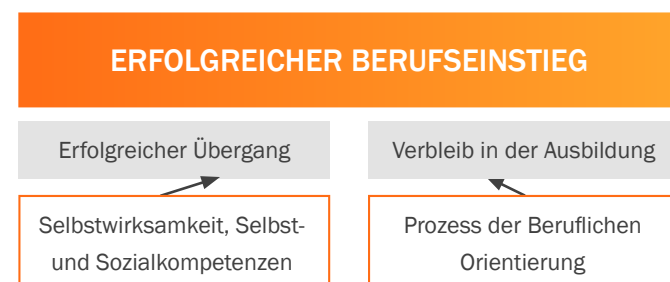 ERFOLGREICHER BERUFSEINSTIEG
Erfolgreicher Übergang
Verbleib in der Ausbildung
Selbstwirksamkeit, Selbst-
und Sozialkompetenzen
Prozess der Beruflichen
Orientierung